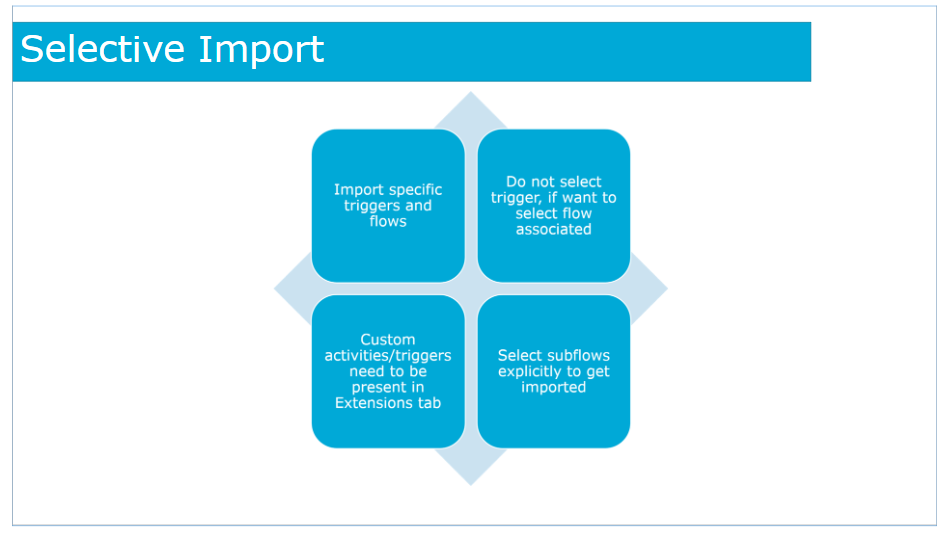 Selective Import
Import specific
triggers and
flows
Do not select
trigger, if want to
select flow
associated
Custom
activities/triggers
need to be
present in
Extensions tab
Select subflows
explicitly to get
imported